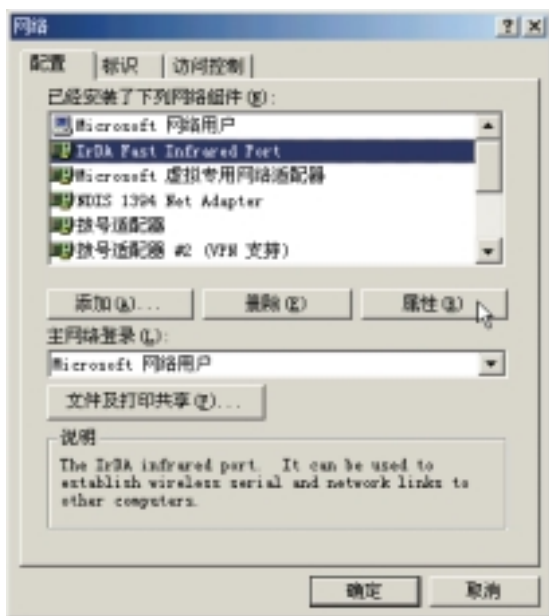 网络
配置 标识 访问控制
已经安装了下列网络组件(N):
Microsoft 网络用户
IrDA Fast Infrared Port
Microsoft 虚拟专用网络适配器
NDIS 1394 Net Adapter
拨号适配器
拨号适配器 #2 (VPN 支持)
添加(A)... 删除(E) 属性(R)
主网络登录(L):
Microsoft 网络用户
文件及打印共享(F)...
说明
The IrDA infrared port. It can be used to
establish wireless serial and network links to
other computers.
确定 取消